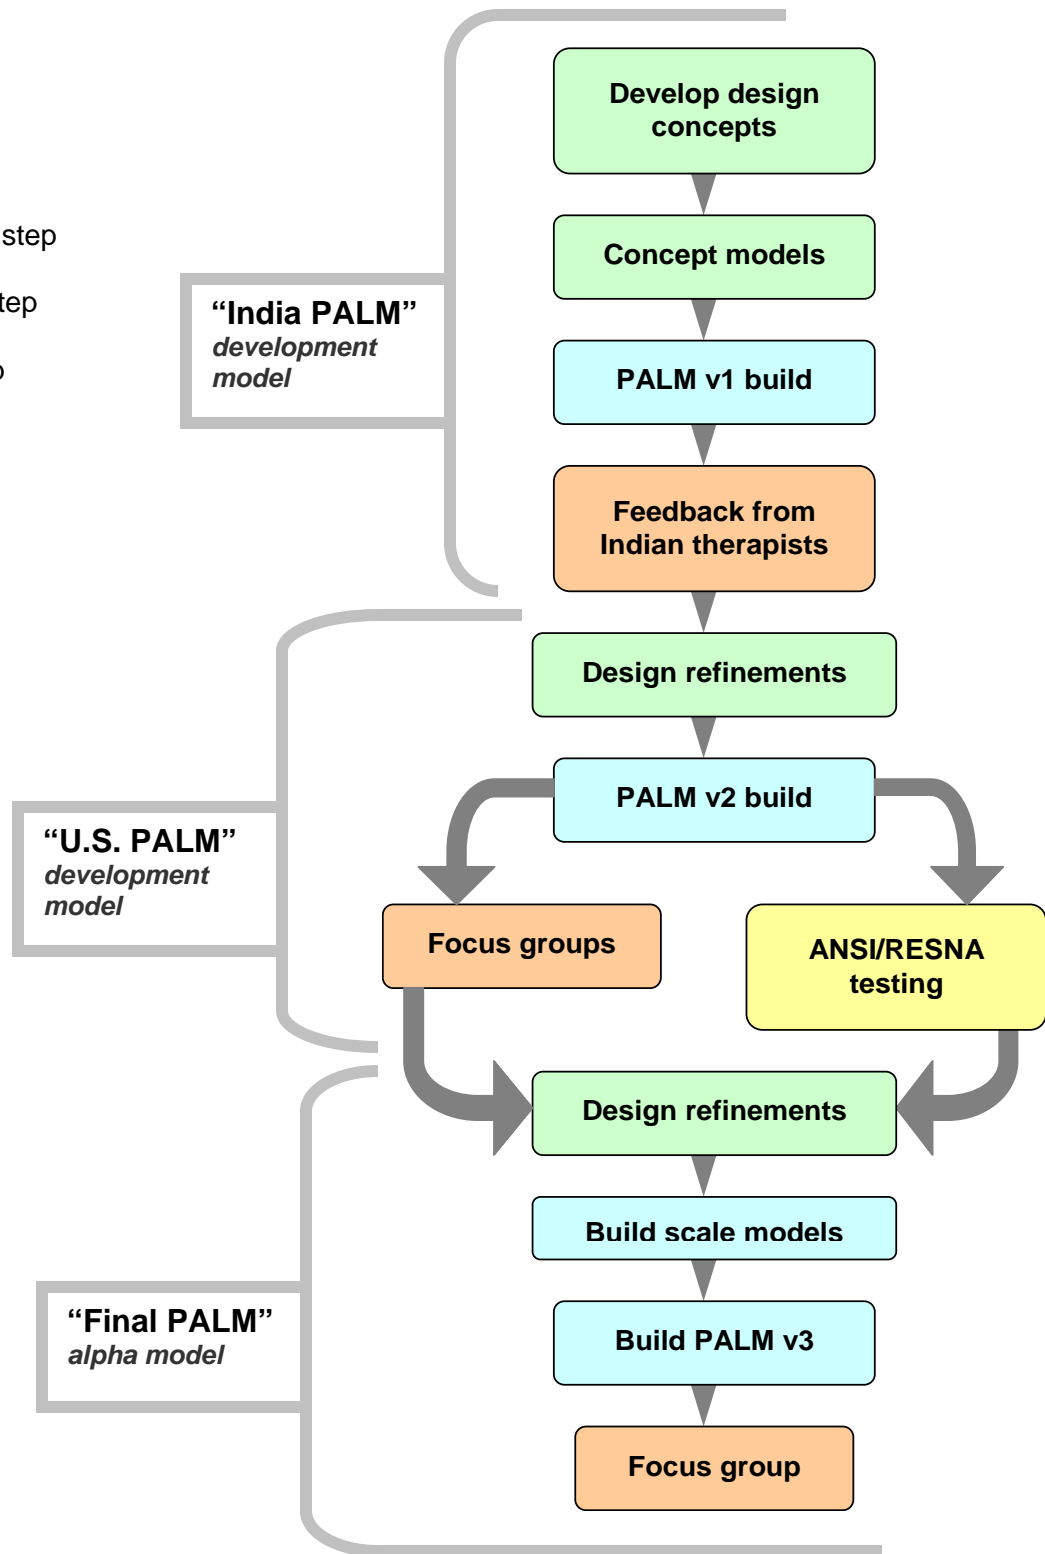 Develop design
concepts
step
Concept models
tep
“India PALM”
development
model
PALM v1 build
Feedback from
Indian therapists
Design refinements
PALM v2 build
“U.S. PALM”
development
model
Focus groups
ANSI/RESNA
testing
Design refinements
Build scale models
“Final PALM”
alpha model
Build PALM v3
Focus group